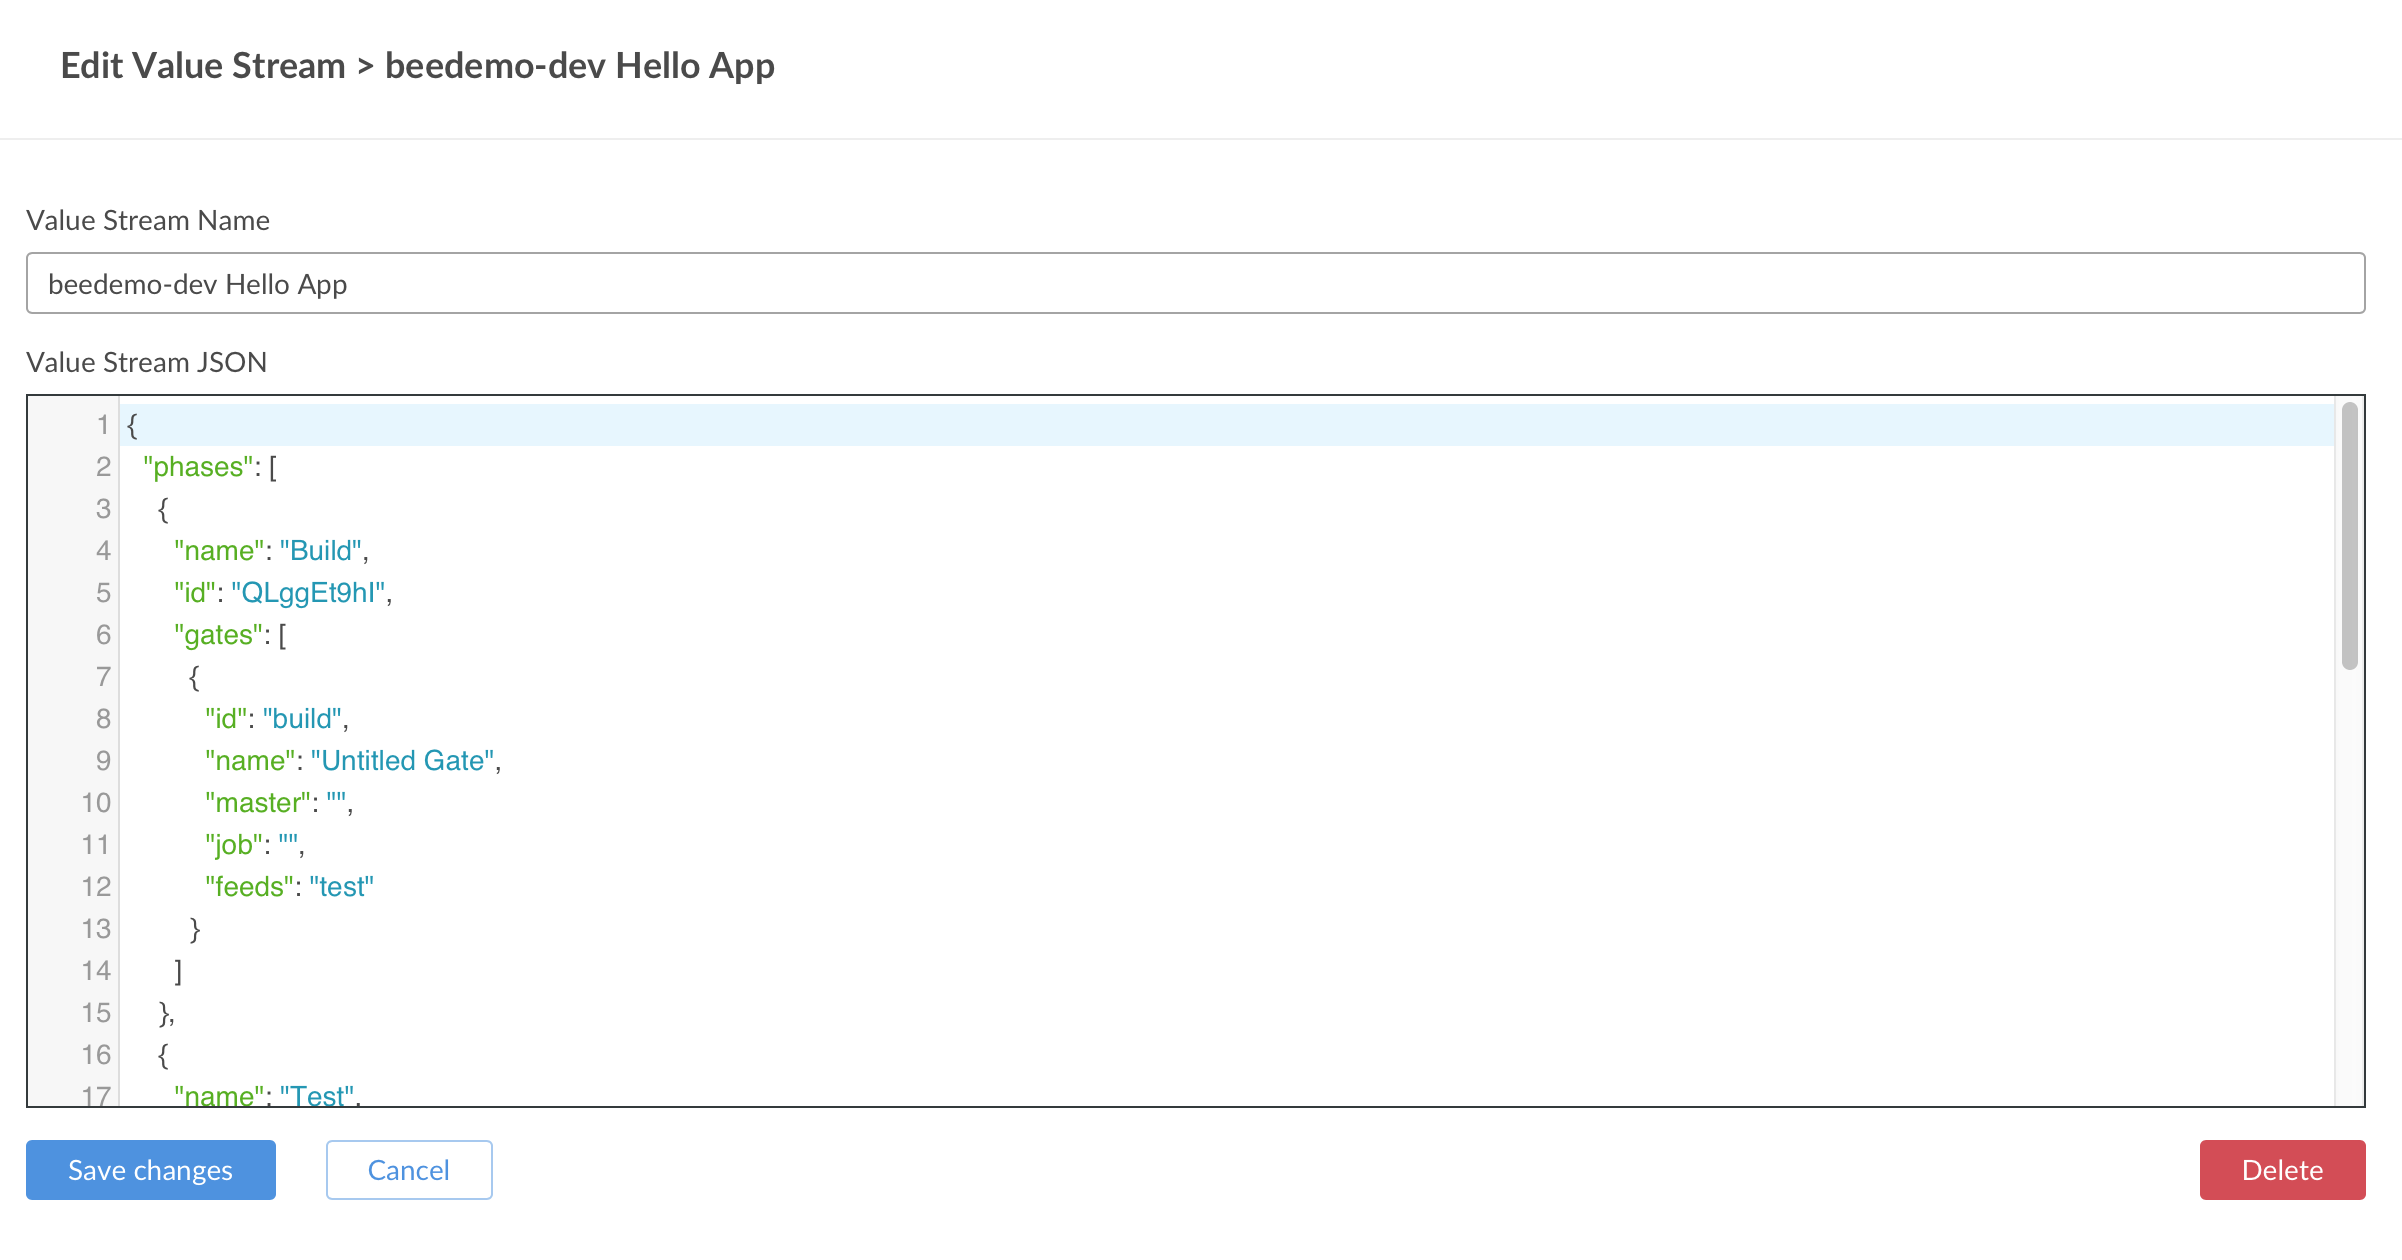 Edit Value Stream > beedemo-dev Hello App
Value Stream Name
beedemo-dev Hello App
Value Stream JSON
1 {
2 "phases": [
3 {
4 "name": "Build",
5 "id": "QLggEt9hI",
6 "gates": [
7 {
8 "id": "build",
9 "name": "Untitled Gate",
10 "master": "",
11 "job": "",
12 "feeds": "test"
13 }
14 ]
15 },
16 {
17 "name": "Test",
Save changes
Cancel
Delete